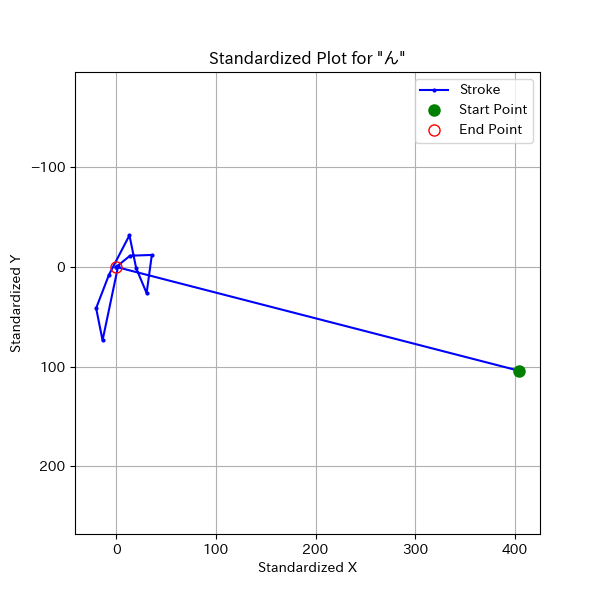 Standardized Plot for "ん"
Stroke
Start Point
End Point
−100
0
100
200
Standardized Y
0
100
200
300
400
Standardized X